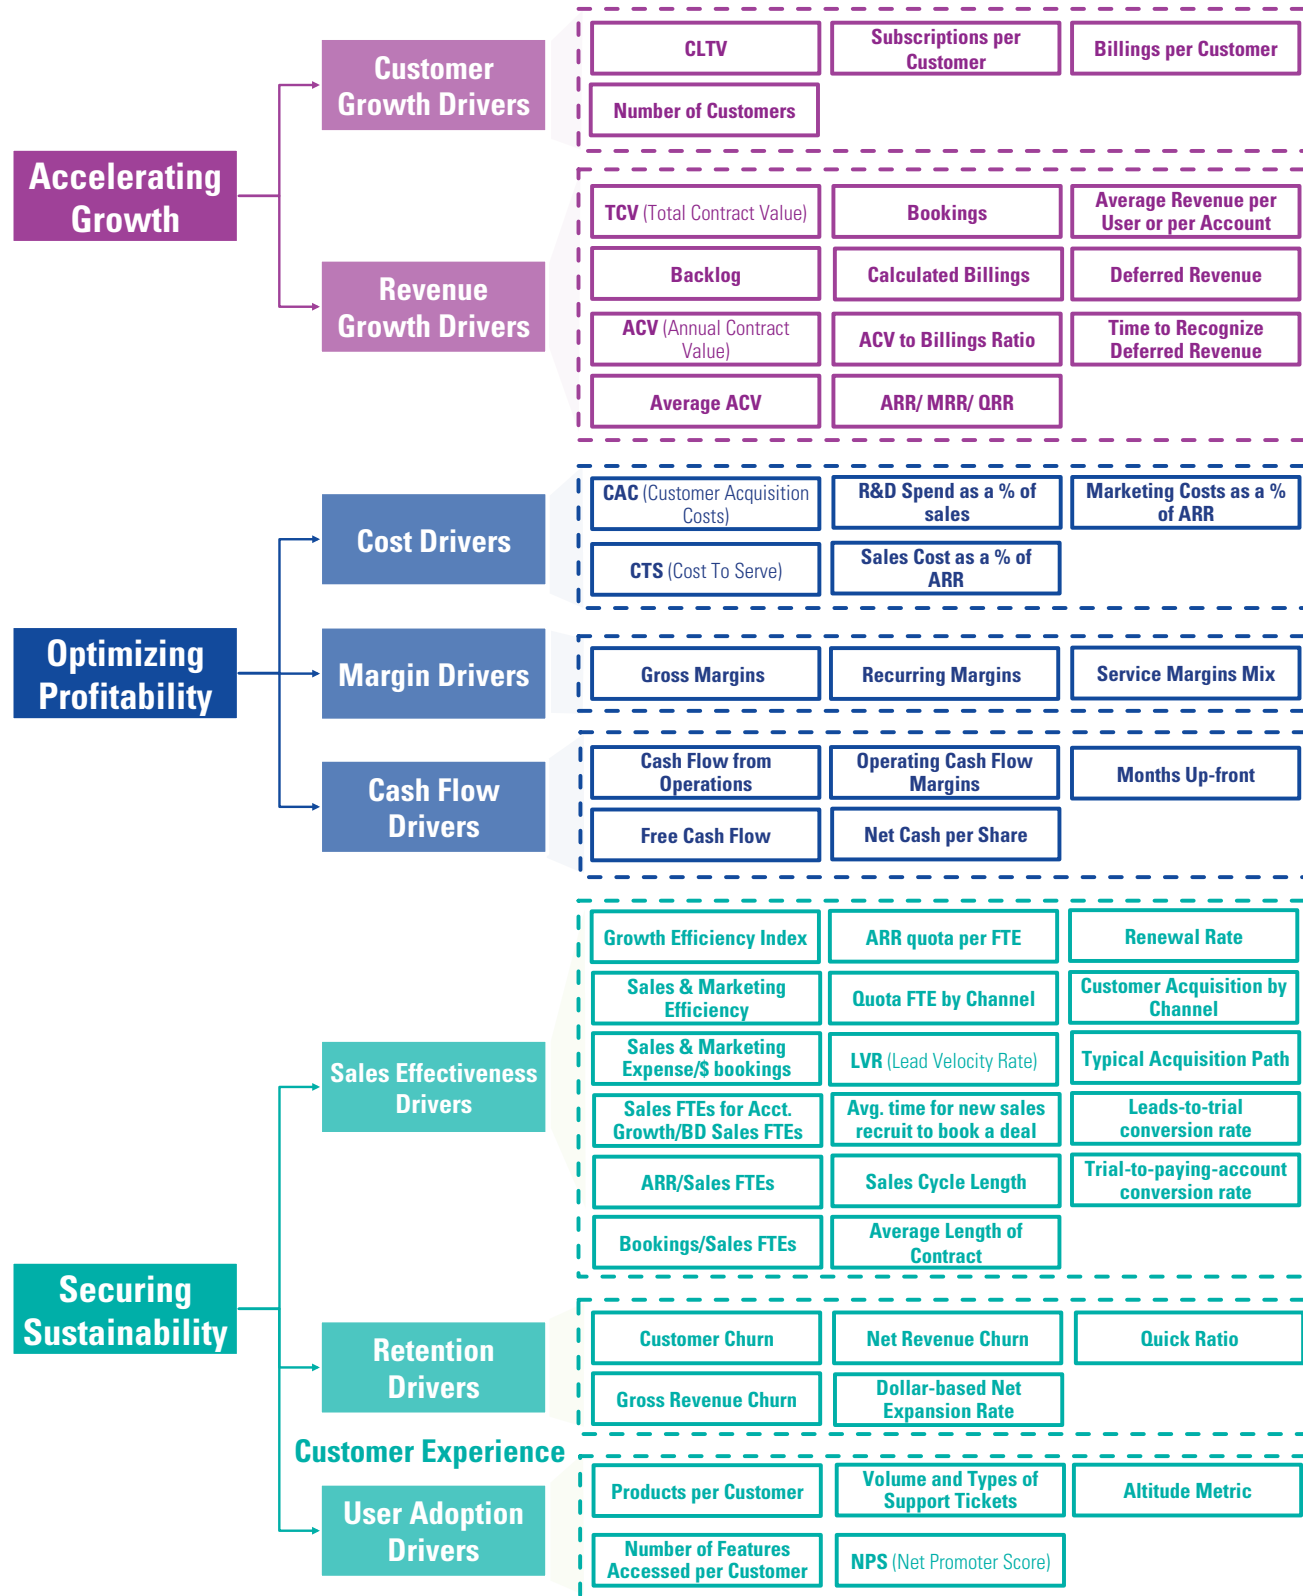 Accelerating
Growth
Customer
Growth Drivers
CLTV
Subscriptions per
Customer
Billings per Customer
Number of Customers
Revenue
Growth Drivers
TCV (Total Contract Value)
Bookings
Average Revenue per
User or per Account
Backlog
Calculated Billings
Deferred Revenue
ACV (Annual Contract
Value)
ACV to Billings Ratio
Time to Recognize
Deferred Revenue
Average ACV
ARR/ MRR/ QRR
Optimizing
Profitability
Cost Drivers
CAC (Customer Acquisition
Costs)
R&D Spend as a % of
sales
Marketing Costs as a %
of ARR
CTS (Cost To Serve)
Sales Cost as a % of
ARR
Margin Drivers
Gross Margins
Recurring Margins
Service Margins Mix
Cash Flow
Drivers
Cash Flow from
Operations
Operating Cash Flow
Margins
Months Up-front
Free Cash Flow
Net Cash per Share
Securing
Sustainability
Sales Effectiveness
Drivers
Growth Efficiency Index
ARR quota per FTE
Renewal Rate
Sales & Marketing
Efficiency
Quota FTE by Channel
Customer Acquisition by
Channel
Sales & Marketing
Expense/$ bookings
LVR (Lead Velocity Rate)
Typical Acquisition Path
Sales FTEs for Acct.
Growth/BD Sales FTEs
Avg. time for new sales
recruit to book a deal
Leads-to-trial
conversion rate
ARR/Sales FTEs
Sales Cycle Length
Trial-to-paying-account
conversion rate
Bookings/Sales FTEs
Average Length of
Contract
Retention
Drivers
Customer Churn
Net Revenue Churn
Quick Ratio
Gross Revenue Churn
Dollar-based Net
Expansion Rate
Customer Experience
User Adoption
Drivers
Products per Customer
Volume and Types of
Support Tickets
Altitude Metric
Number of Features
Accessed per Customer
NPS (Net Promoter Score)